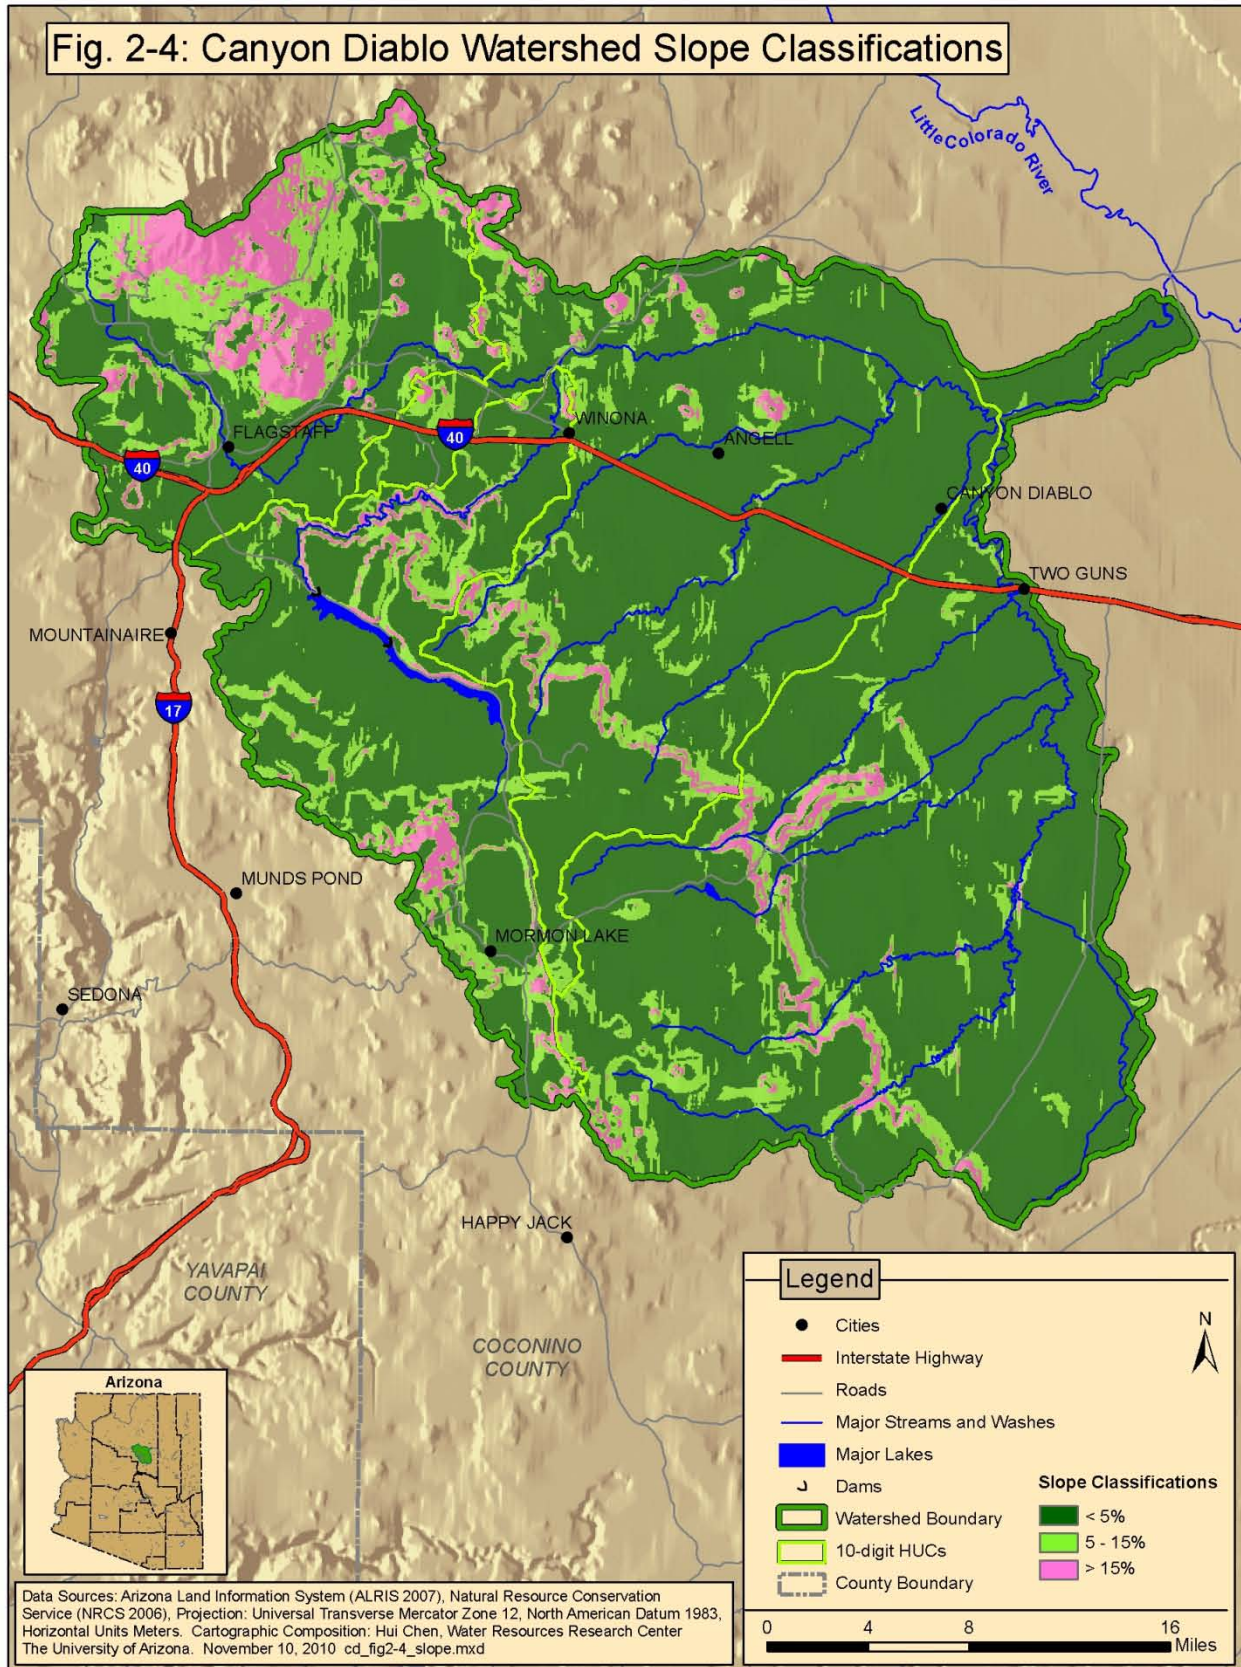 Fig. 2-4: Canyon Diablo Watershed Slope Classifications
LittleColorado River
FLAGSTAFF
40
40
WINONA
ANGELL
CANYON DIABLO
TWO GUNS
MOUNTAINAIRE
17
MUNDS POND
MORMON LAKE
SEDONA
HAPPY JACK
YAVAPAI
COUNTY
COCONINO
COUNTY
Arizona
Legend
N
Cities
Interstate Highway
Roads
Major Streams and Washes
Major Lakes
Dams
Watershed Boundary
10-digit HUCs
County Boundary
Slope Classifications
< 5%
5 - 15%
> 15%
0 4 8 16
Miles
Data Sources: Arizona Land Information System (ALRIS 2007), Natural Resource Conservation
Service (NRCS 2006), Projection: Universal Transverse Mercator Zone 12, North American Datum 1983,
Horizontal Units Meters. Cartographic Composition: Hui Chen, Water Resources Research Center
The University of Arizona. November 10, 2010 cd_fig2-4_slope.mxd